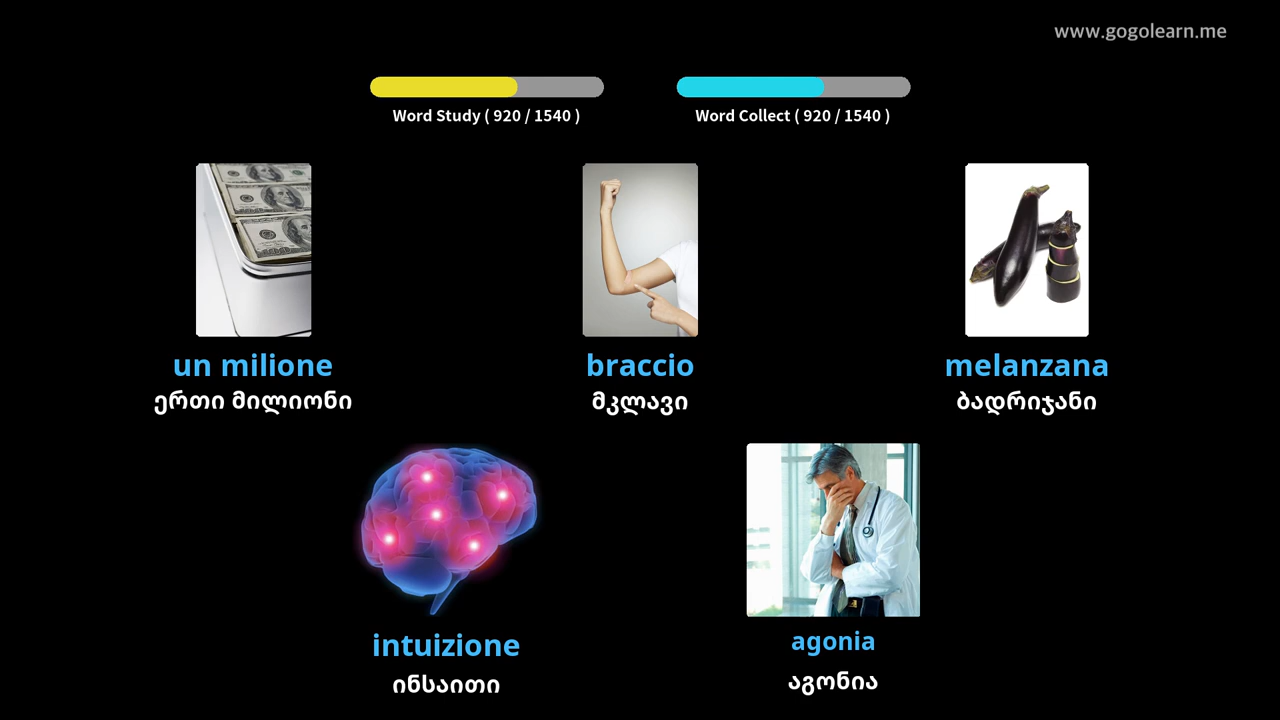 www.gogolearn.me
Word Study ( 920 / 1540 )
Word Collect ( 920 / 1540 )
un milione
ერთი მილიონი
braccio
მკლავი
melanzana
ბადრიჯანი
intuizione
ინსაითი
agonia
აგონია